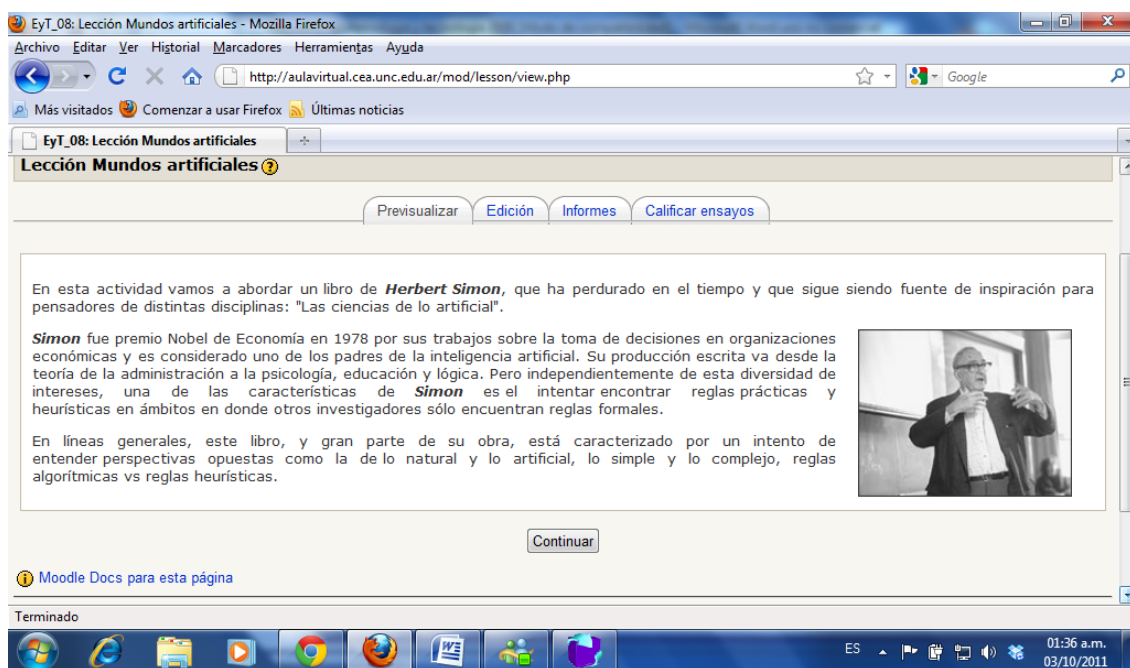 EyT_08: Lección Mundos artificiales - Mozilla Firefox
Archivo Editar Ver Historial Marcadores Herramientas Ayuda
http://aulavirtual.cea.unc.edu.ar/mod/lesson/view.php Google
Más visitados Comenzar a usar Firefox Últimas noticias
EyT_08: Lección Mundos artificiales
Lección Mundos artificiales ?
Previsualizar Edición Informes Calificar ensayos
En esta actividad vamos a abordar un libro de Herbert Simon, que ha perdurado en el tiempo y que sigue siendo fuente de inspiración para
pensadores de distintas disciplinas: "Las ciencias de lo artificial".
Simon fue premio Nobel de Economía en 1978 por sus trabajos sobre la toma de decisiones en organizaciones
económicas y es considerado uno de los padres de la inteligencia artificial. Su producción escrita va desde la
teoría de la administración a la psicología, educación y lógica. Pero independientemente de esta diversidad de
intereses, una de las características de Simon es el intentar encontrar reglas prácticas y
heurísticas en ámbitos en donde otros investigadores sólo encuentran reglas formales.
En líneas generales, este libro, y gran parte de su obra, está caracterizado por un intento de
entender perspectivas opuestas como la de lo natural y lo artificial, lo simple y lo complejo, reglas
algorítmicas vs reglas heurísticas.
Continuar
Moodle Docs para esta página
Terminado
ES 01:36 a.m.
03/10/2011